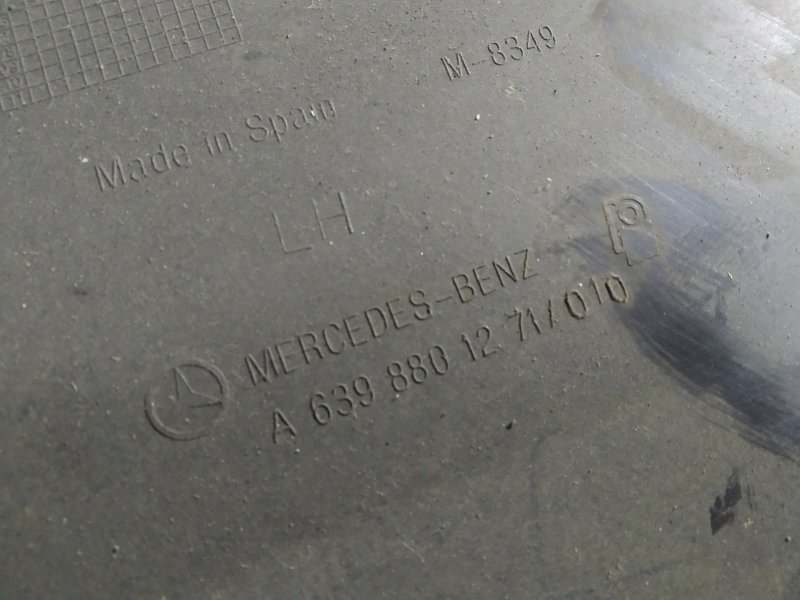 M-8349
Made in Spain
LH
MERCEDES-BENZ
A 639 880 12 71/010